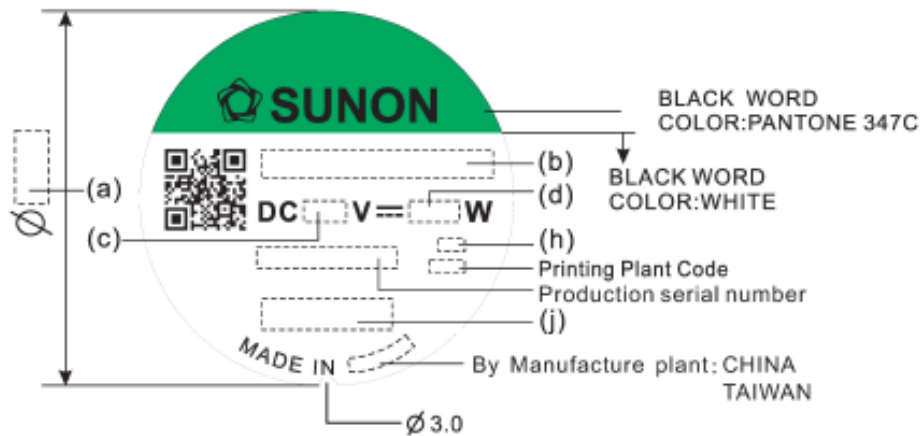 SUNON
BLACK WORD
COLOR:PANTONE 347C
(b)
BLACK WORD
COLOR:WHITE
(a)
Ø
(d)
DC V W
(c)
(h)
Printing Plant Code
Production serial number
(j)
MADE IN
By Manufacture plant: CHINA
TAIWAN
Ø 3.0